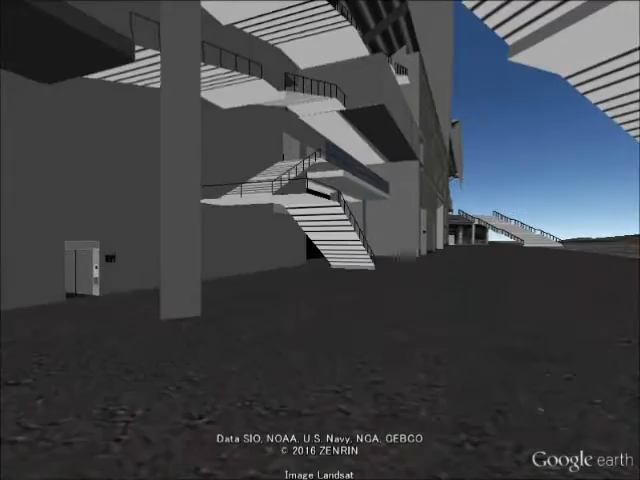 Data SIO, NOAA, U.S. Navy, NGA, GEBCO
© 2016 ZENRIN
Google earth
Image Landsat